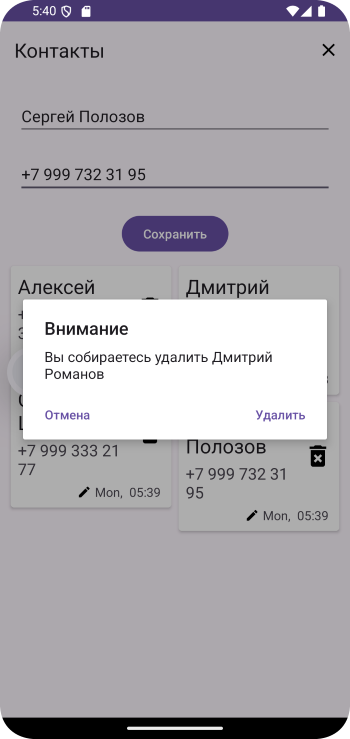 5:40
Контакты
Сергей Полозов
+7 999 732 31 95
Сохранить
Алексей
Дмитрий
Внимание
Вы собираетесь удалить Дмитрий
Романов
Отмена
Удалить
+7 999 333 21
77
Mon, 05:39
Полозов
+7 999 732 31
95
Mon, 05:39